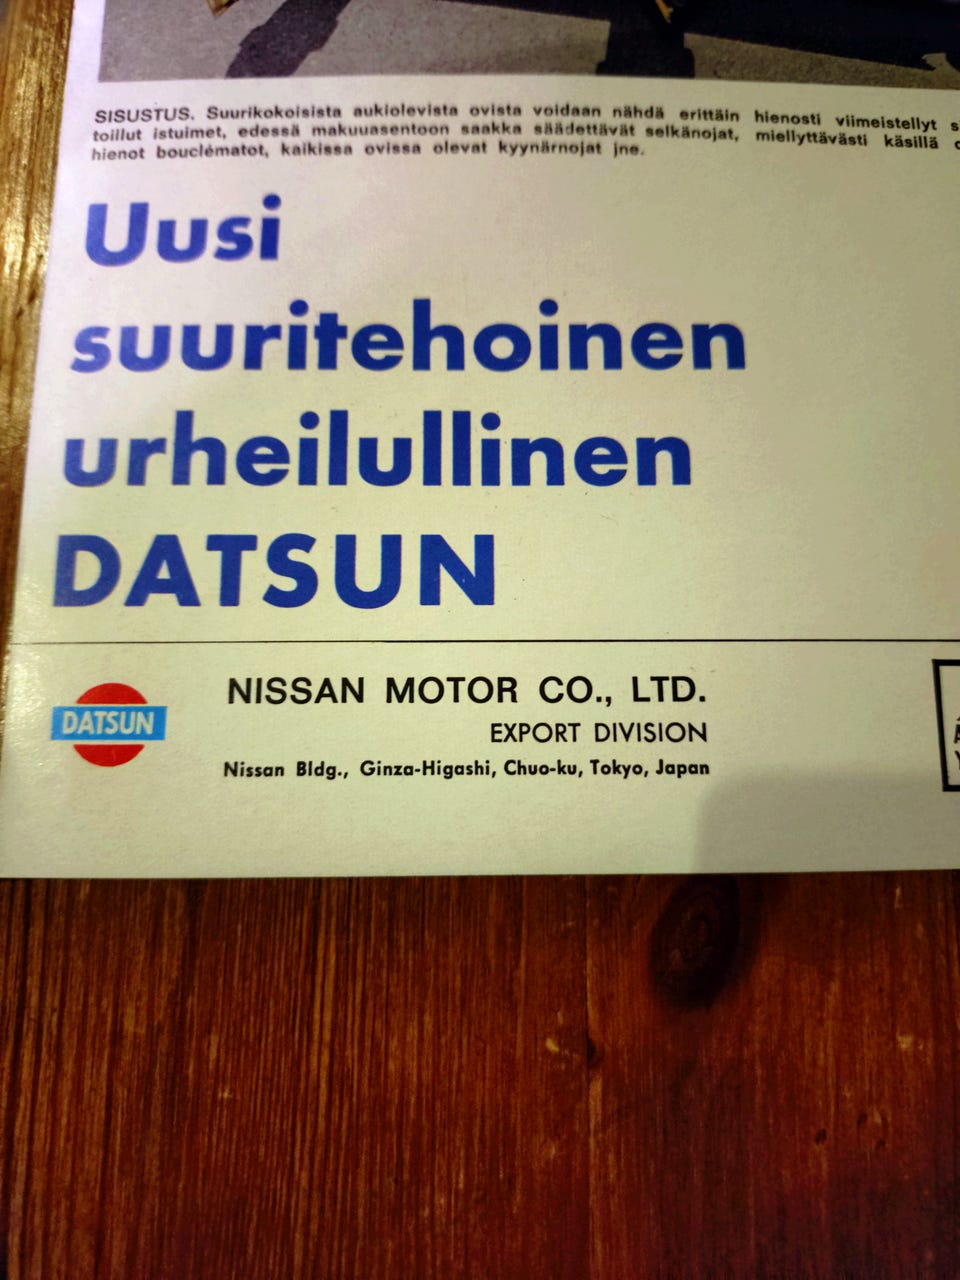 SISUSTUS. Suurikokoisista aukiolevista ovista voidaan nähdä erittäin hienosti viimeistellyt
toillut istuimet, edessä makuuasentoon saakka säädettävät selkänojat, miellyttävästi käsillä
hienot bouclématot, kaikissa ovissa olevat kyynärnojat jne.
Uusi
suuritehoinen
urheilullinen
DATSUN
DATSUN
NISSAN MOTOR CO., LTD.
EXPORT DIVISION
Nissan Bldg., Ginza-Higashi, Chuo-ku, Tokyo, Japan